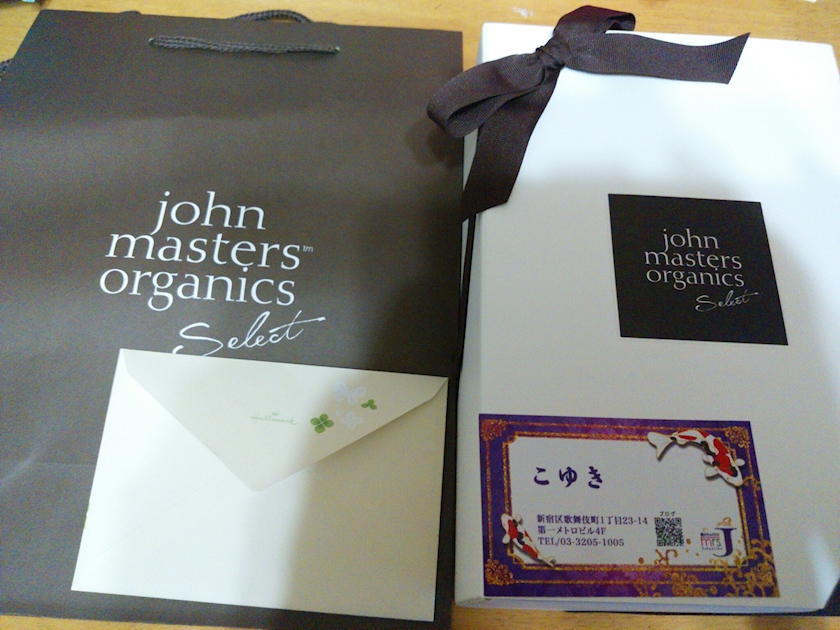 john
masters™
organics
Select
john
masters
organics
Select
Hallmark
こゆき
新宿区歌舞伎町1丁目23-14
第一メトロビル4F
TEL/03-3205-1005
ブログ
mrs.
J